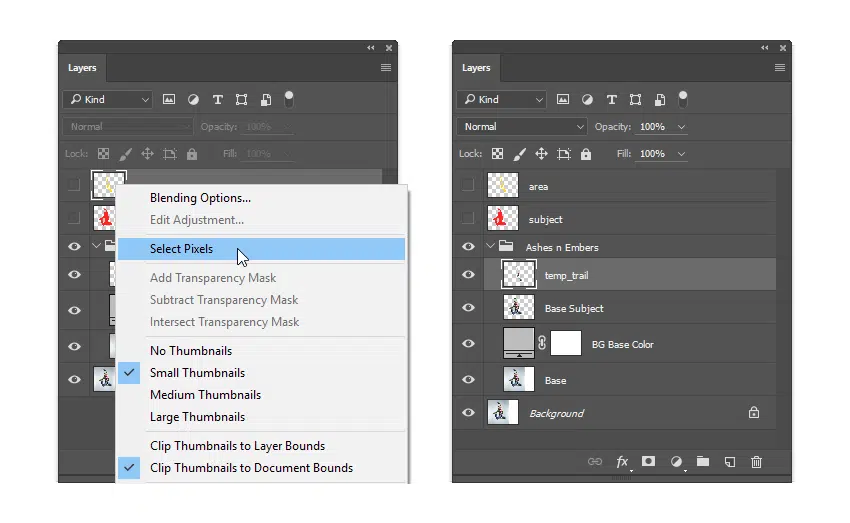 Layers
Kind
Normal
Opacity: 100%
Lock:
Fill: 100%
Blending Options...
Edit Adjustment...
Select Pixels
Add Transparency Mask
Subtract Transparency Mask
Intersect Transparency Mask
No Thumbnails
Small Thumbnails
Medium Thumbnails
Large Thumbnails
Clip Thumbnails to Layer Bounds
Clip Thumbnails to Document Bounds
Layers
Kind
Normal
Opacity: 100%
Lock:
Fill: 100%
area
subject
Ashes n Embers
temp_trail
Base Subject
BG Base Color
Base
Background
fx